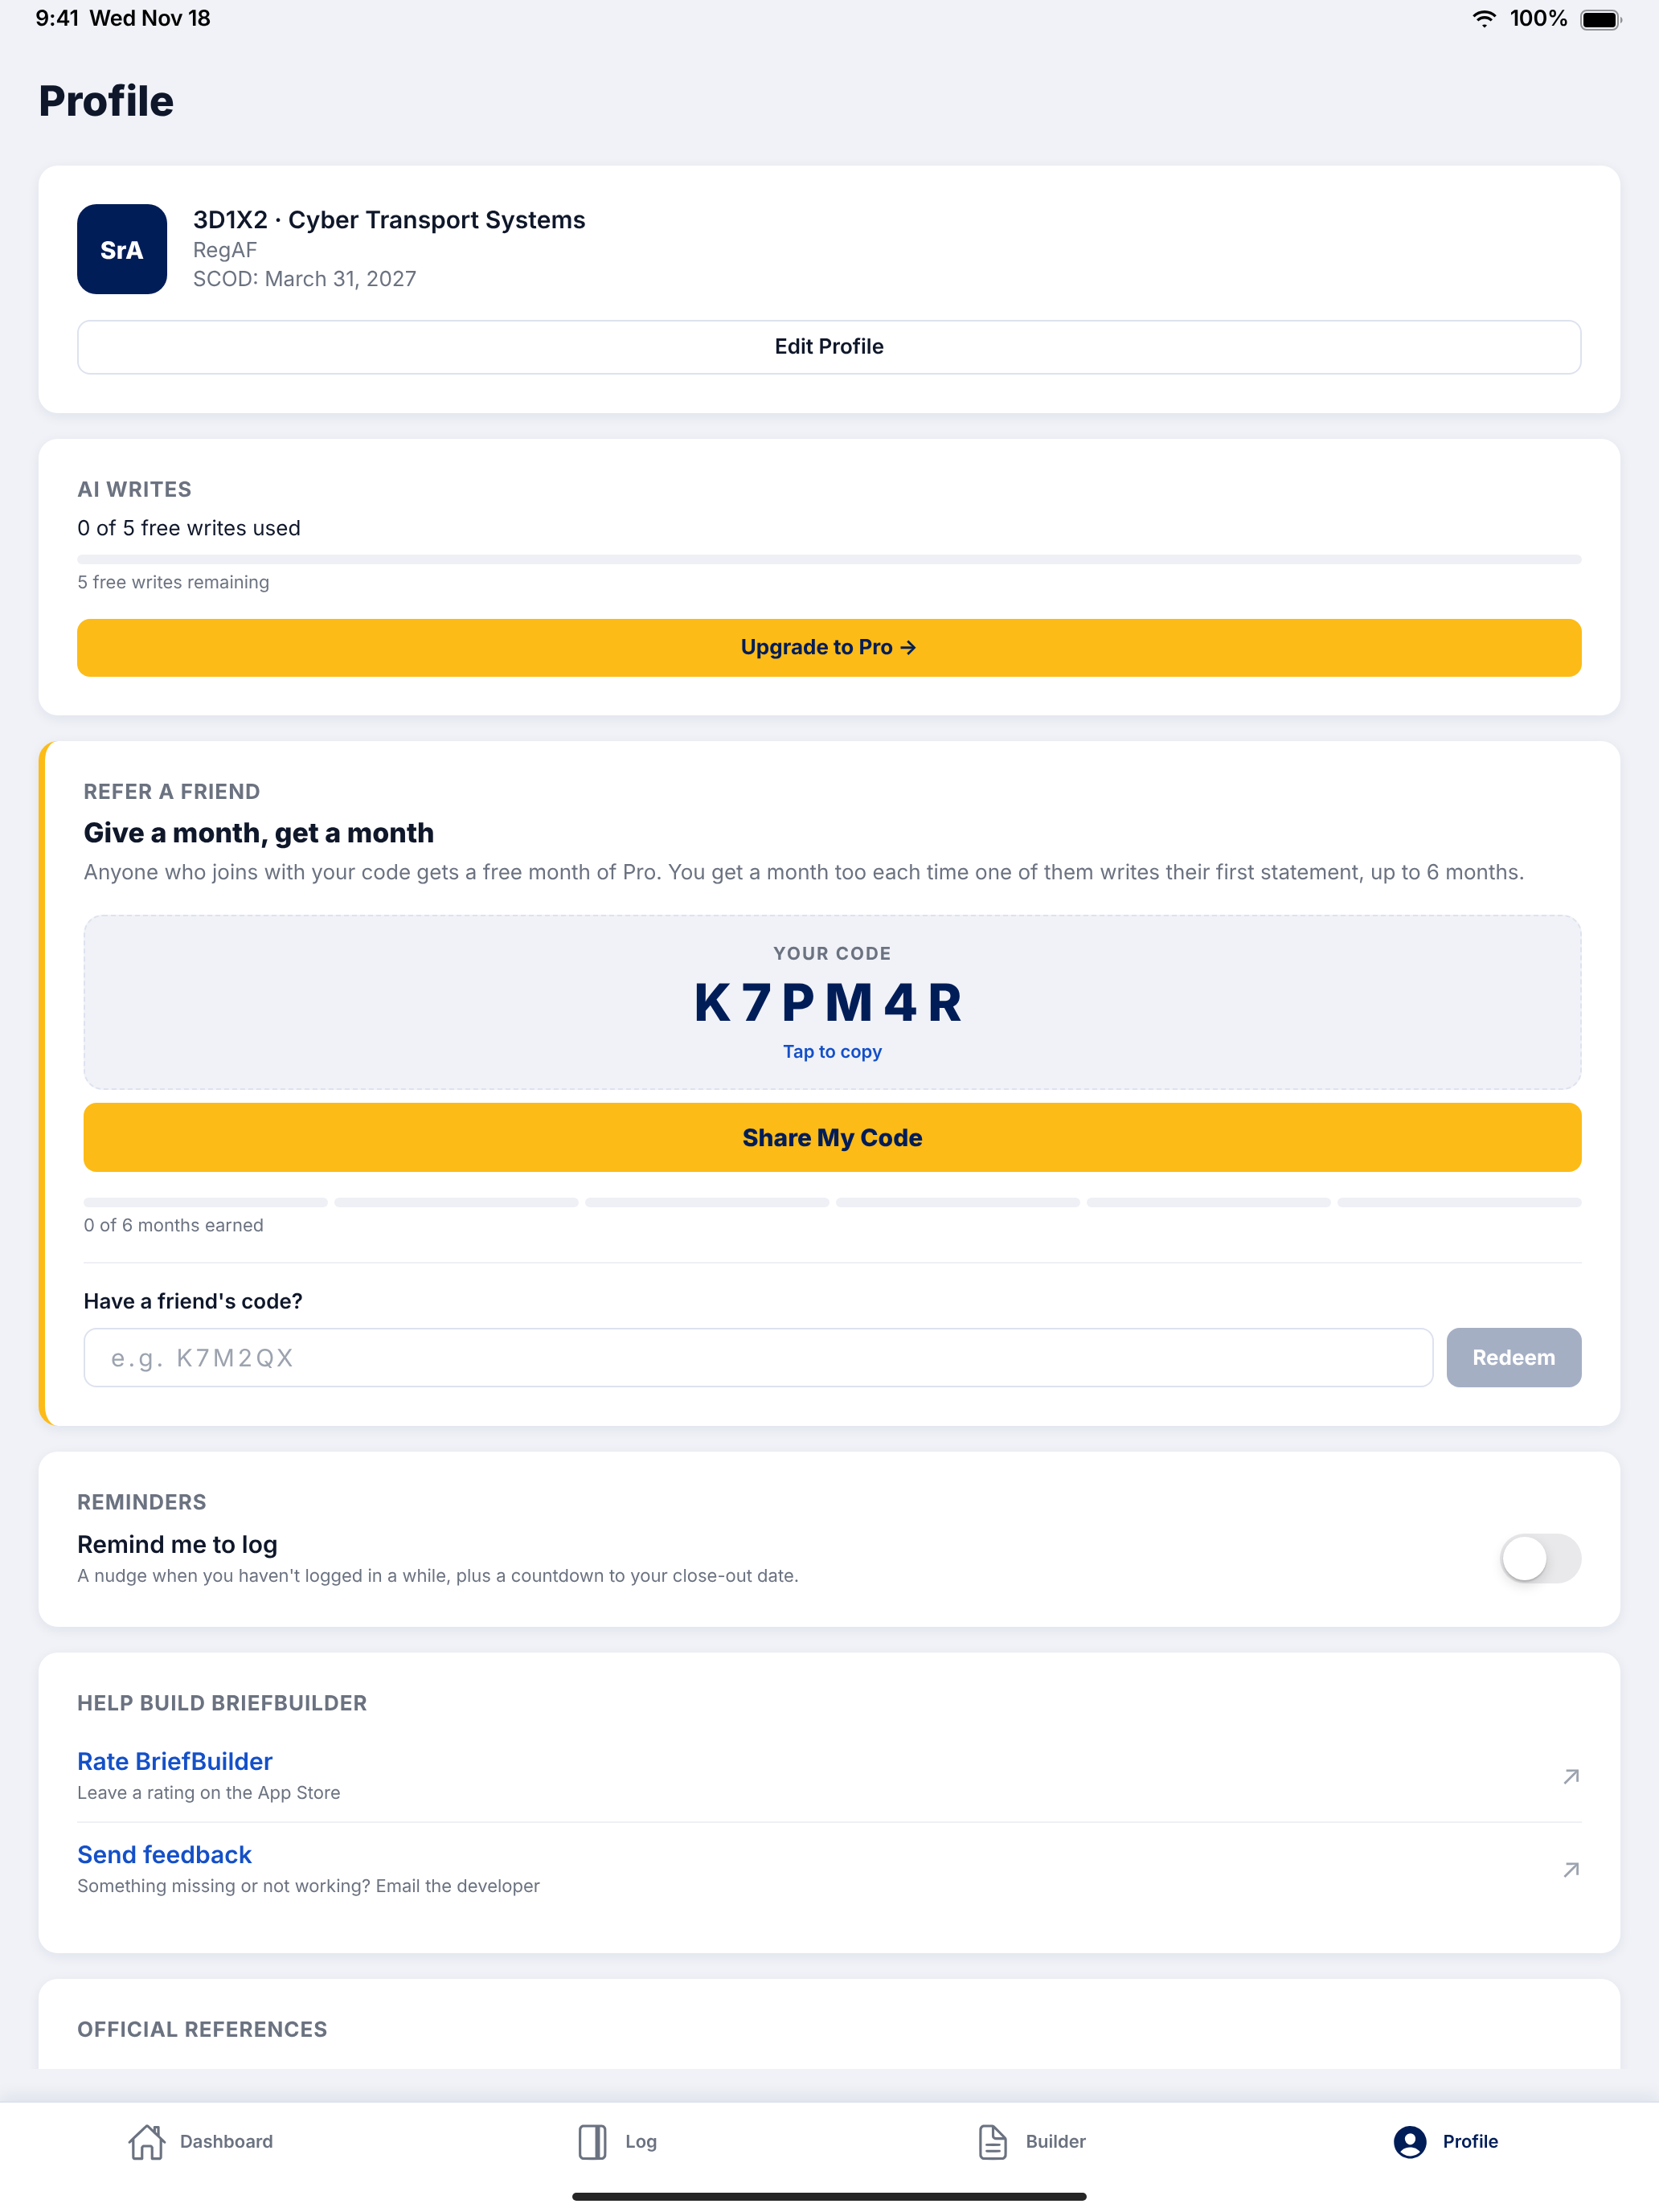 9:41 Wed Nov 18
100%
Profile
SrA
3D1X2 · Cyber Transport Systems
RegAF
SCOD: March 31, 2027
Edit Profile
AI WRITES
0 of 5 free writes used
5 free writes remaining
Upgrade to Pro →
REFER A FRIEND
Give a month, get a month
Anyone who joins with your code gets a free month of Pro. You get a month too each time one of them writes their first statement, up to 6 months.
YOUR CODE
K7PM4R
Tap to copy
Share My Code
0 of 6 months earned
Have a friend's code?
e.g. K7M2QX
Redeem
REMINDERS
Remind me to log
A nudge when you haven't logged in a while, plus a countdown to your close-out date.
HELP BUILD BRIEFBUILDER
Rate BriefBuilder
Leave a rating on the App Store
Send feedback
Something missing or not working? Email the developer
OFFICIAL REFERENCES
Dashboard
Log
Builder
Profile